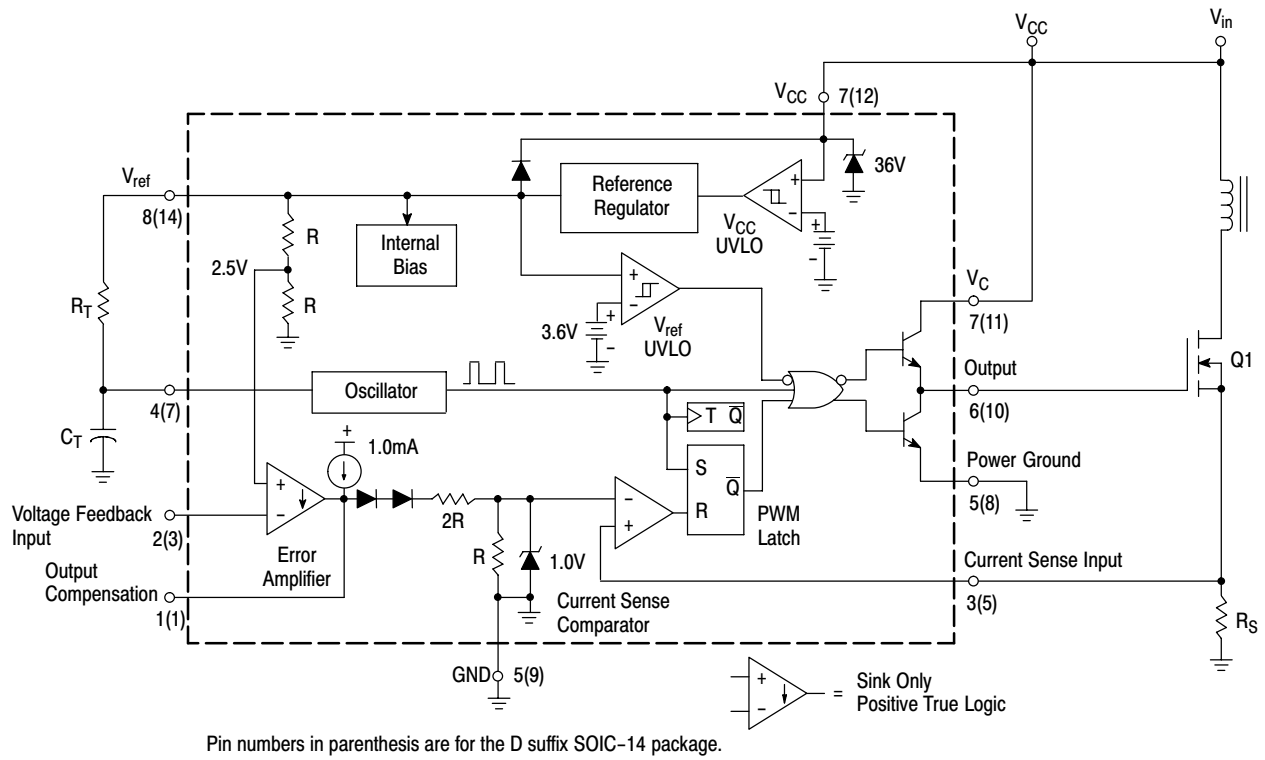 VCC
Vin
VCC
7(12)
Vref
8(14)
36V
Reference
Regulator
+
-
+
-
VCC
UVLO
R
Internal
Bias
2.5V
R
RT
+
-
3.6V
+
-
Vref
UVLO
VC
7(11)
Q1
Output
6(10)
4(7)
Oscillator
T Q̅
CT
+
1.0mA
S
R
Q̅
PWM
Latch
Power Ground
5(8)
+
-
Voltage Feedback
Input
2(3)
Error
Amplifier
2R
-
+
R
1.0V
Output
Compensation
1(1)
Current Sense
Comparator
Current Sense Input
3(5)
RS
GND
5(9)
+
-
=
Sink Only
Positive True Logic
Pin numbers in parenthesis are for the D suffix SOIC-14 package.